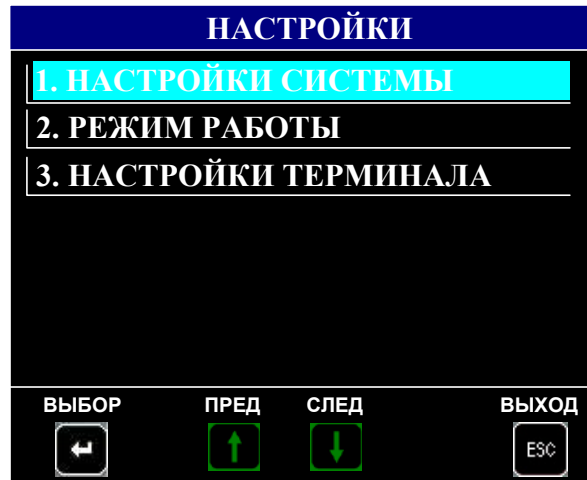 НАСТРОЙКИ
1. НАСТРОЙКИ СИСТЕМЫ
2. РЕЖИМ РАБОТЫ
3. НАСТРОЙКИ ТЕРМИНАЛА
ВЫБОР ПРЕД СЛЕД ВЫХОД
ESC